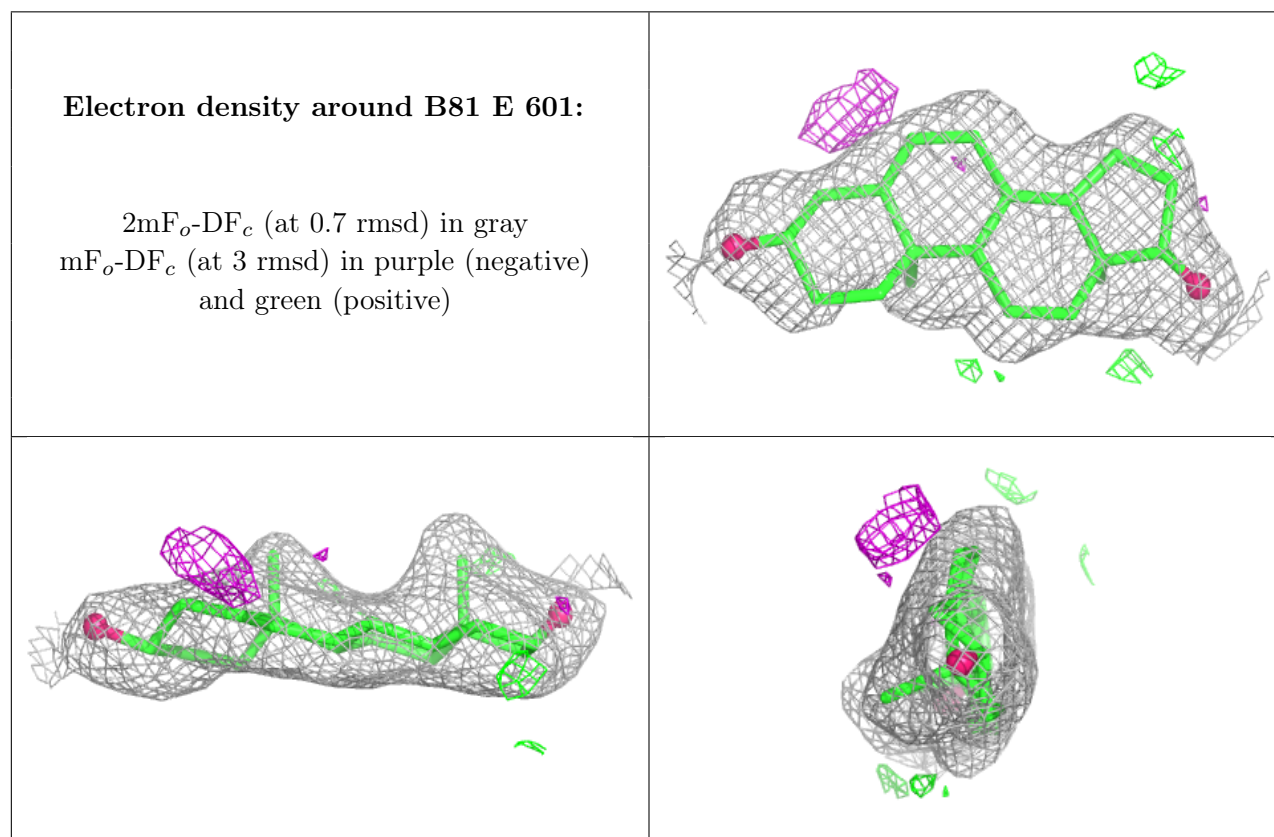 Electron density around B81 E 601:
2mFo-DFc (at 0.7 rmsd) in gray
mFo-DFc (at 3 rmsd) in purple (negative)
and green (positive)